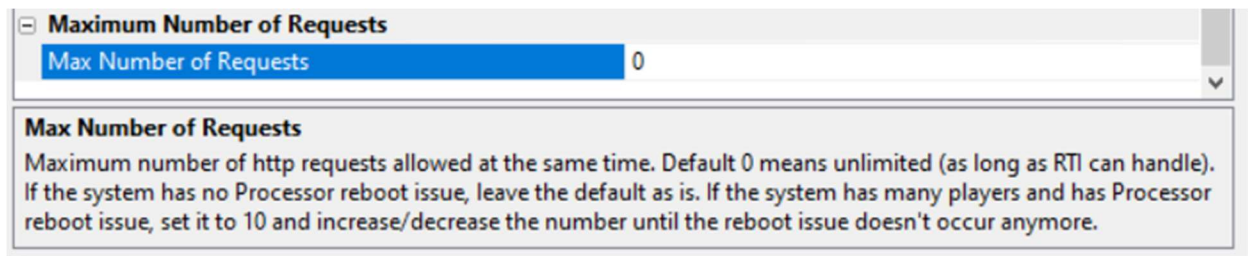 Maximum Number of Requests
Max Number of Requests 0
Max Number of Requests
Maximum number of http requests allowed at the same time. Default 0 means unlimited (as long as RTI can handle).
If the system has no Processor reboot issue, leave the default as is. If the system has many players and has Processor
reboot issue, set it to 10 and increase/decrease the number until the reboot issue doesn't occur anymore.